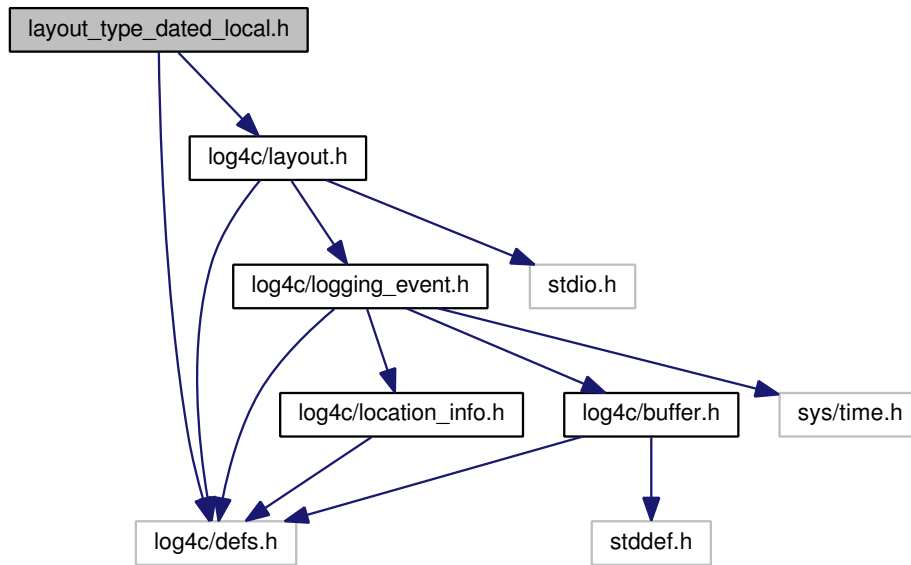 layout_type_dated_local.h
log4c/layout.h
log4c/logging_event.h
stdio.h
log4c/location_info.h
log4c/buffer.h
sys/time.h
log4c/defs.h
stddef.h